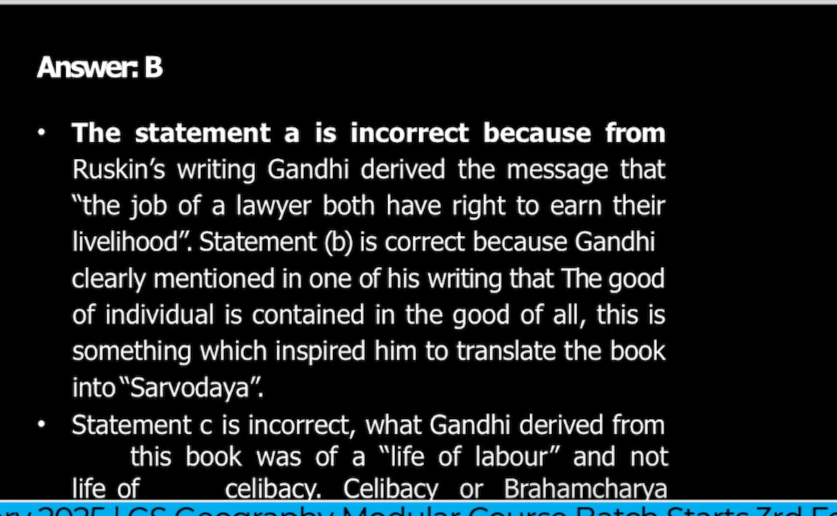 Answer: B
• The statement a is incorrect because from
Ruskin’s writing Gandhi derived the message that
“the job of a lawyer both have right to earn their
livelihood”. Statement (b) is correct because Gandhi
clearly mentioned in one of his writing that The good
of individual is contained in the good of all, this is
something which inspired him to translate the book
into “Sarvodaya”.
• Statement c is incorrect, what Gandhi derived from
this book was of a “life of labour” and not
life of celibacy. Celibacy or Brahamcharya
2025 | GS Geography Modular Course Batch Starts 3rd